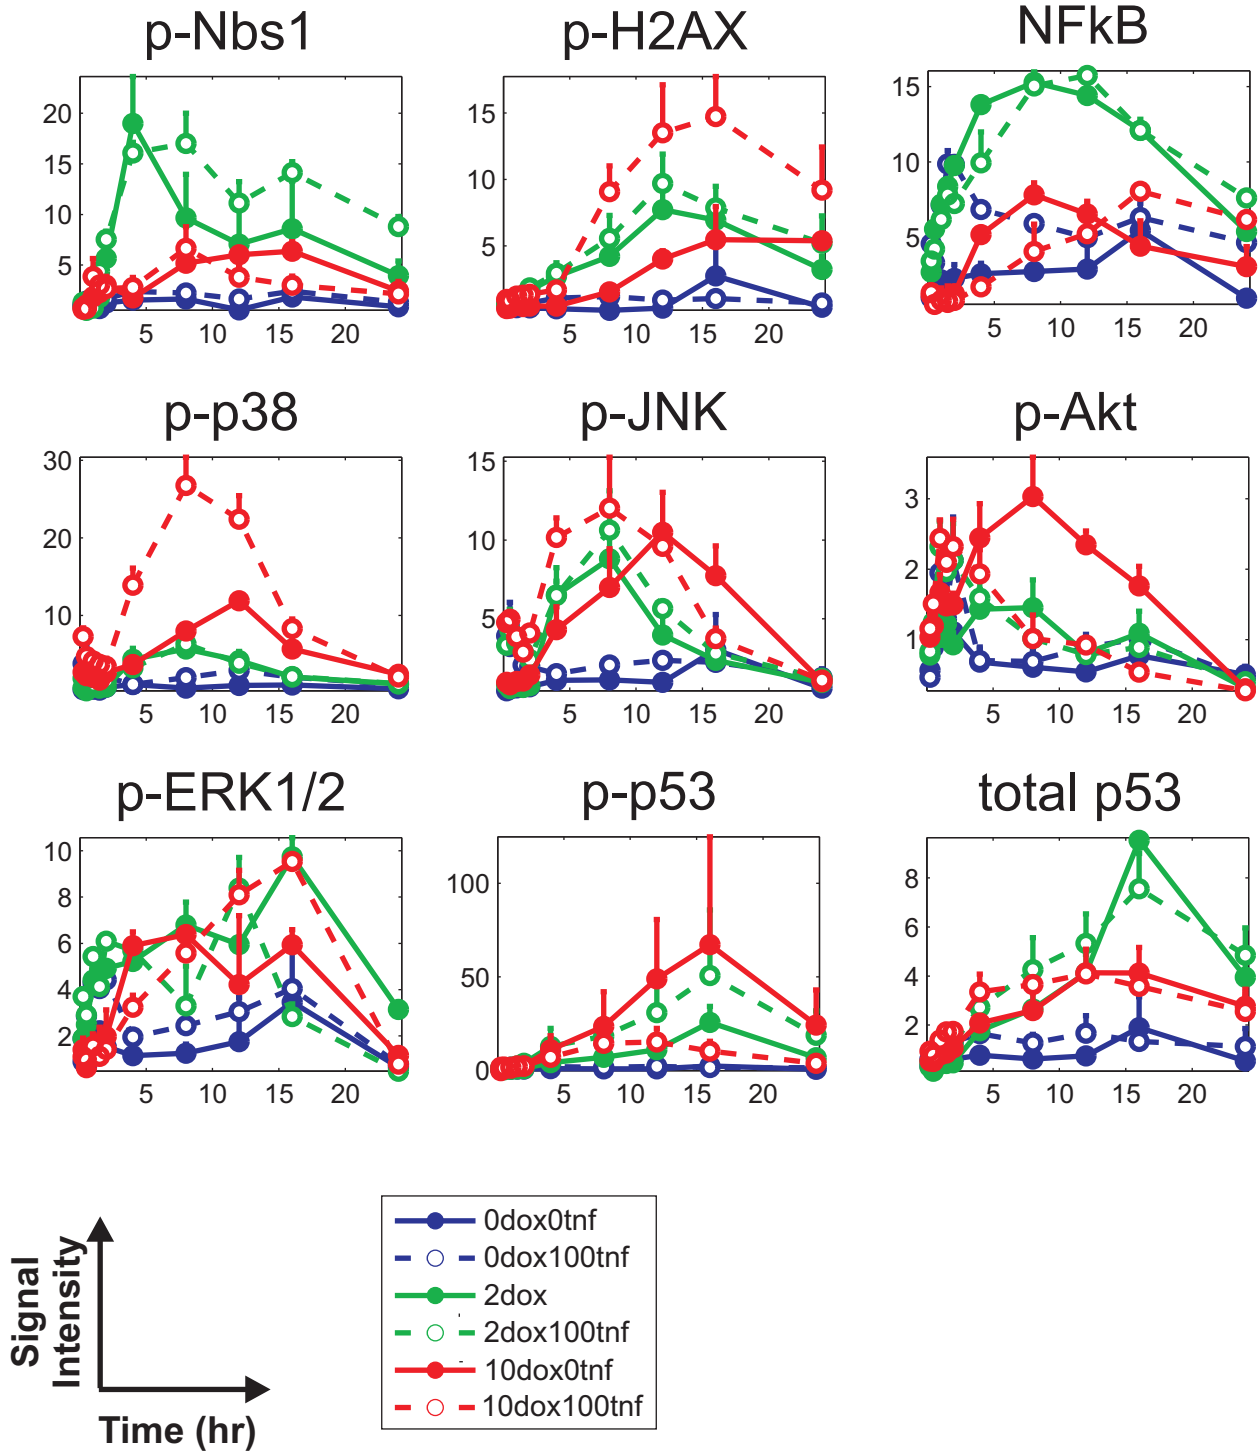 p-Nbs1
p-H2AX
NFkB
20
15
10
5
5 10 15 20
15
10
5
5 10 15 20
15
10
5
5 10 15 20
p-p38
p-JNK
p-Akt
30
20
10
5 10 15 20
15
10
5
5 10 15 20
3
2
1
5 10 15 20
p-ERK1/2
p-p53
total p53
10
8
6
4
2
5 10 15 20
100
50
0
5 10 15 20
8
6
4
2
5 10 15 20
Signal
Intensity
Time (hr)
0dox0tnf
0dox100tnf
2dox
2dox100tnf
10dox0tnf
10dox100tnf